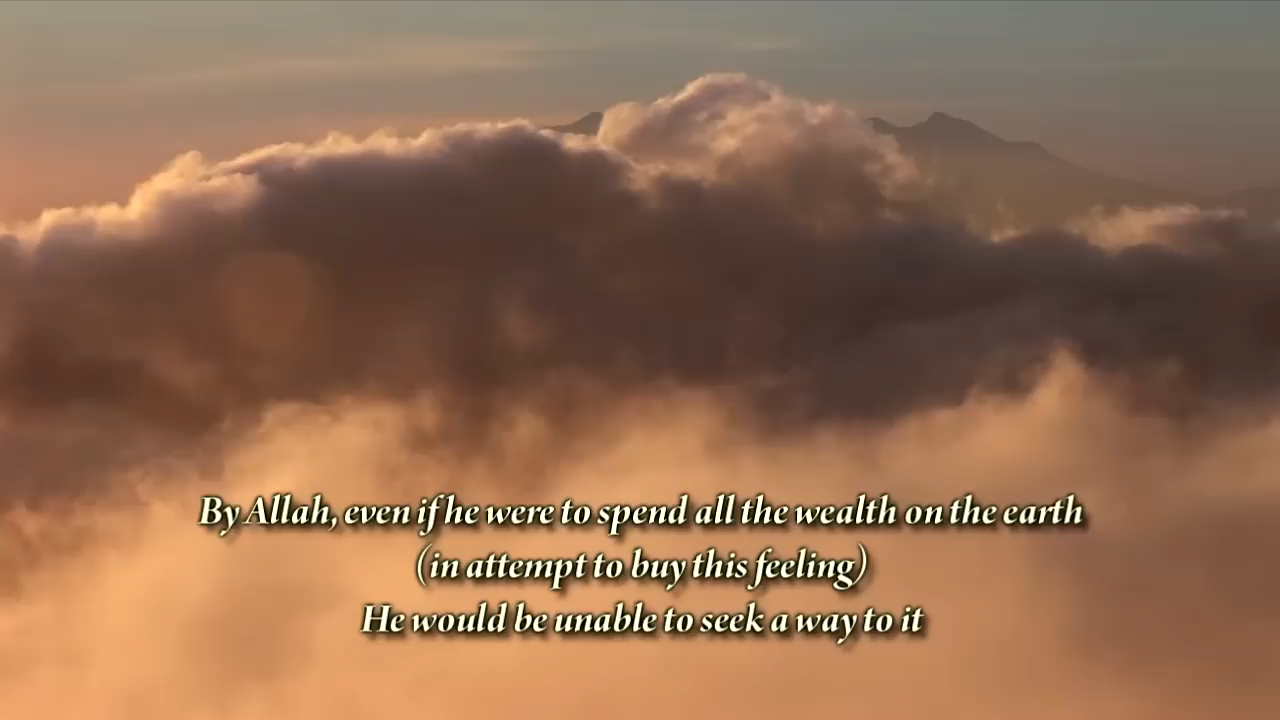 By Allah, even if he were to spend all the wealth on the earth
(in attempt to buy this feeling)
He would be unable to seek a way to it